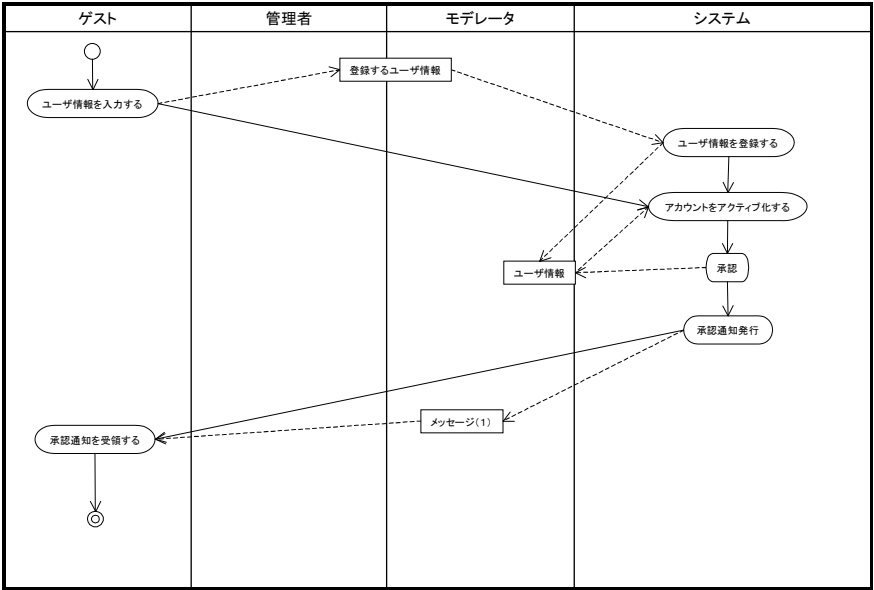 ゲスト
管理者
モデレータ
システム
登録するユーザ情報
ユーザ情報を入力する
ユーザ情報を登録する
アカウントをアクティブ化する
ユーザ情報
承認
承認通知発行
メッセージ(1)
承認通知を受領する